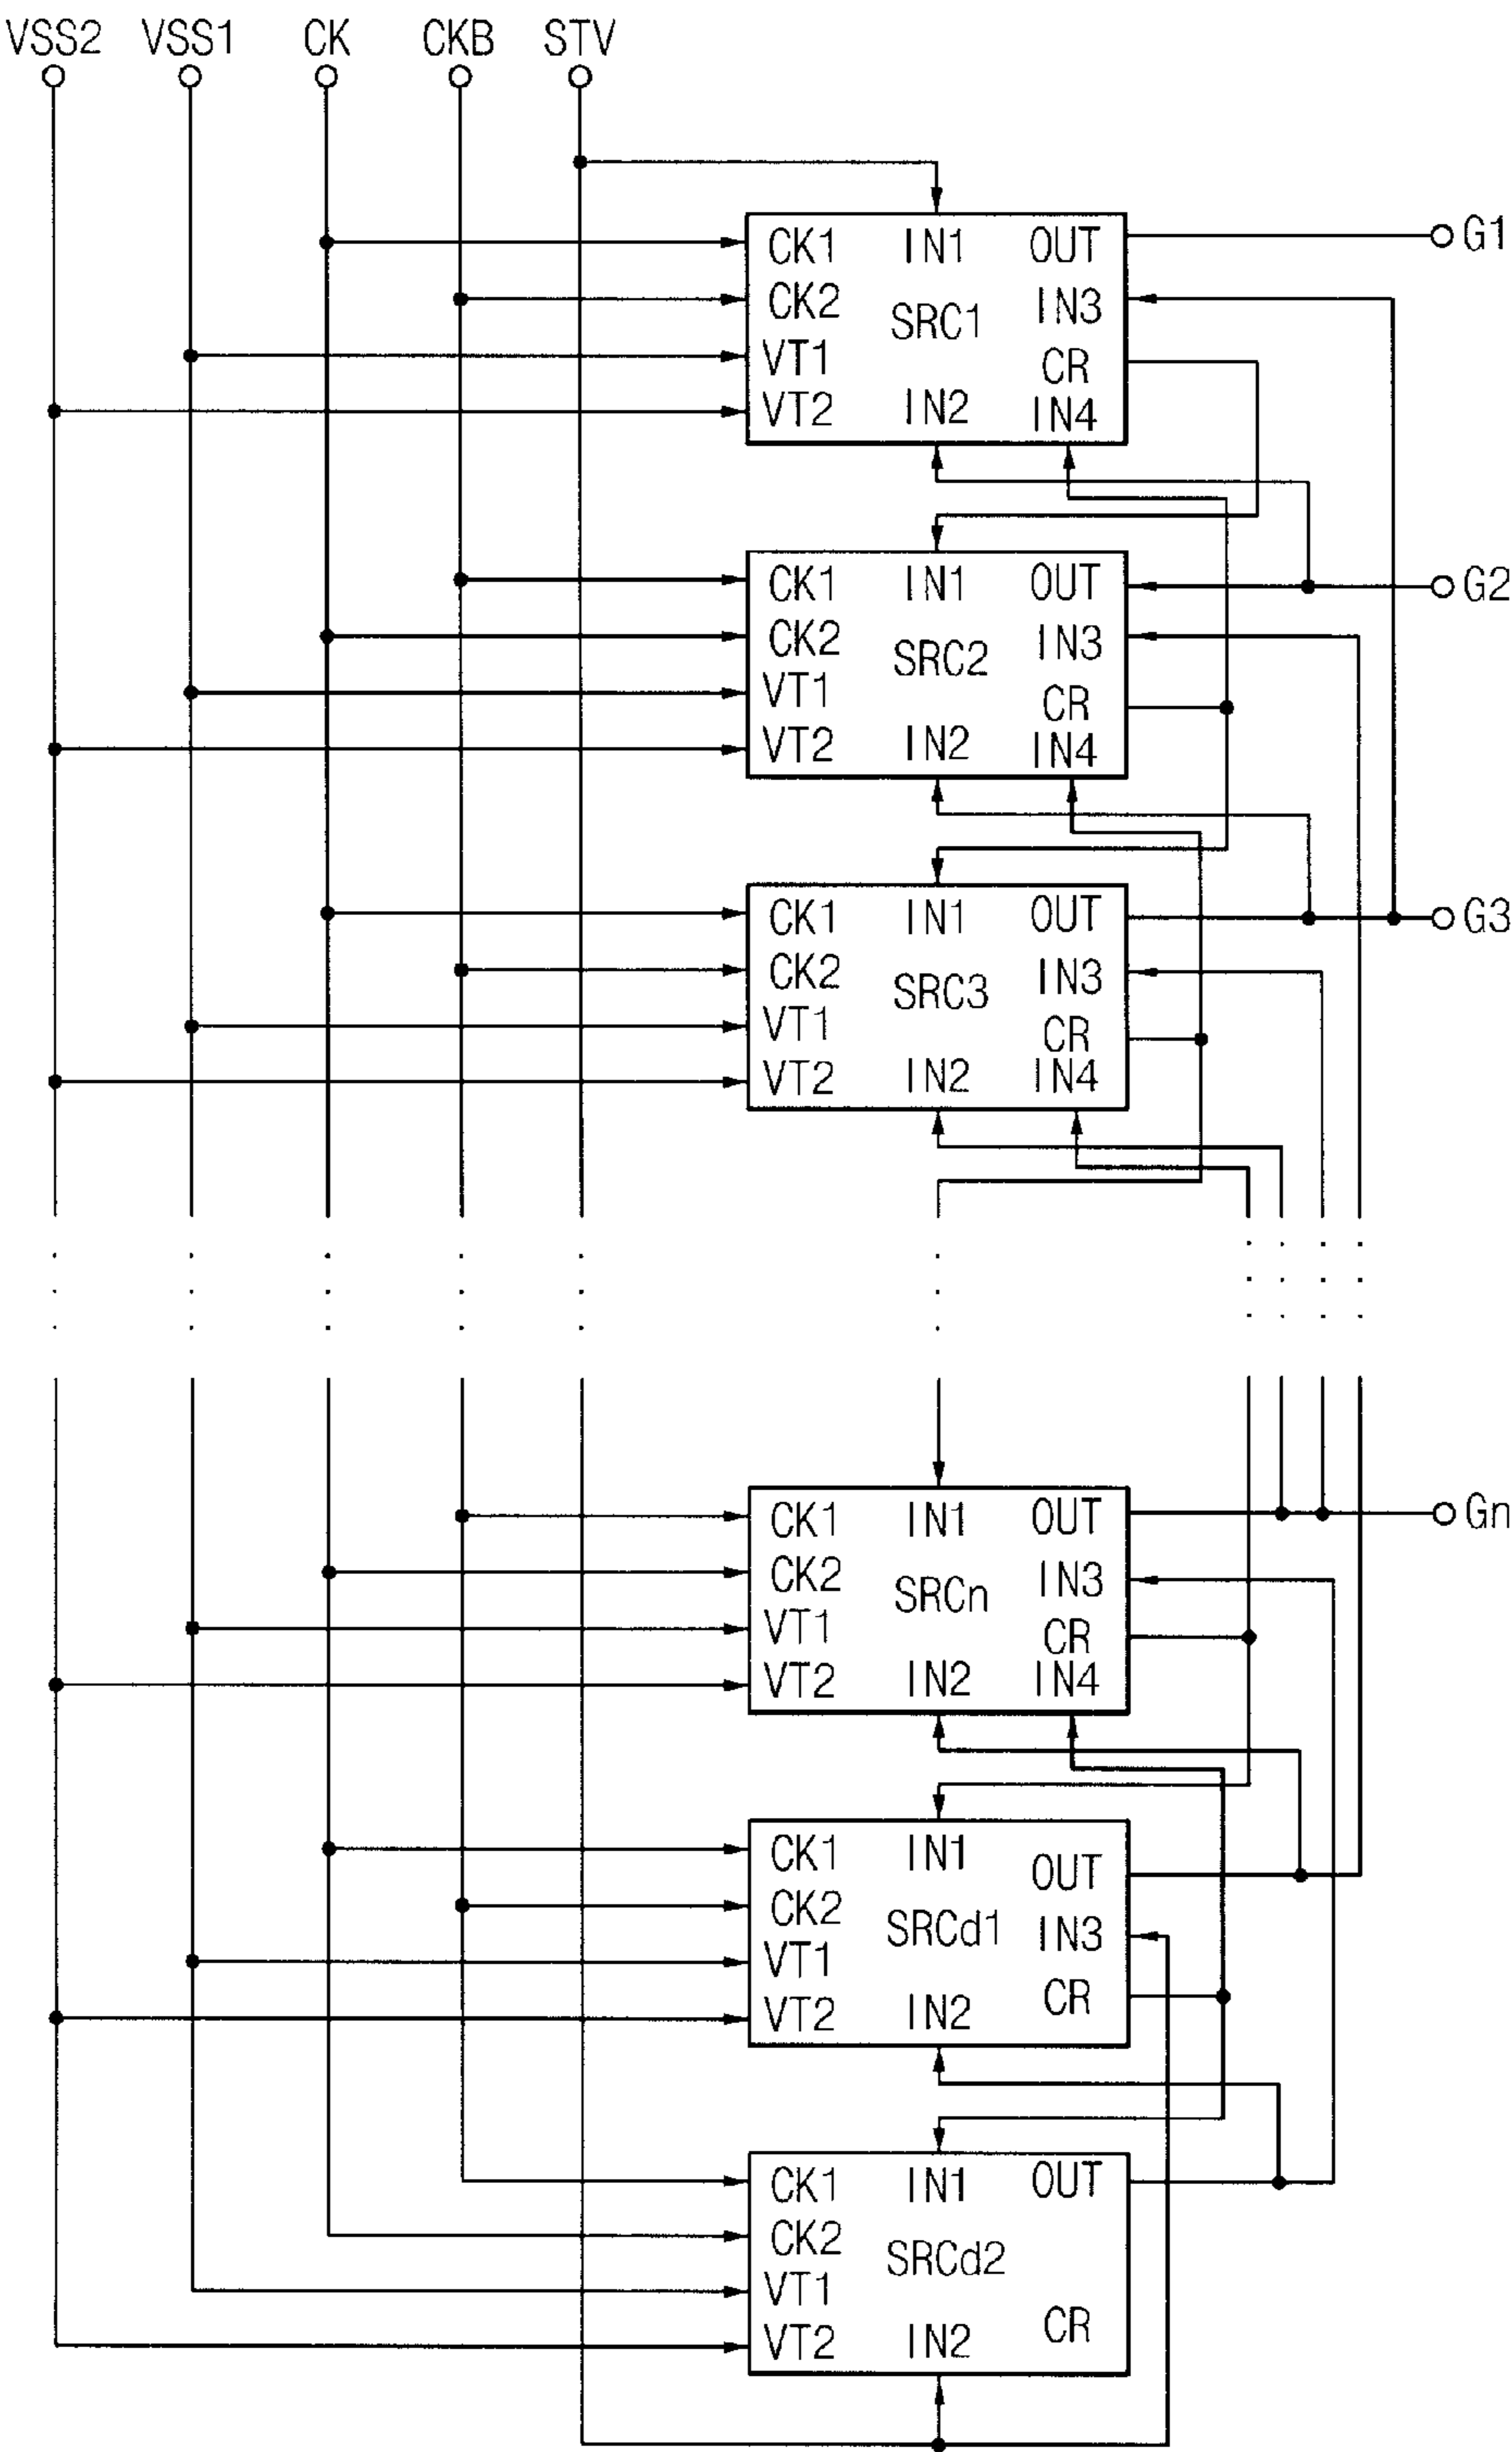 VSS2 VSS1 CK CKB STV
CK1 IN1 OUT G1
CK2 SRC1 IN3
VT1 CR
VT2 IN2 IN4
CK1 IN1 OUT G2
CK2 SRC2 IN3
VT1 CR
VT2 IN2 IN4
CK1 IN1 OUT G3
CK2 SRC3 IN3
VT1 CR
VT2 IN2 IN4
CK1 IN1 OUT Gn
CK2 SRCn IN3
VT1 CR
VT2 IN2 IN4
CK1 IN1 OUT
CK2 SRCd1 IN3
VT1 CR
VT2 IN2
CK1 IN1 OUT
CK2 SRCd2
VT1 CR
VT2 IN2